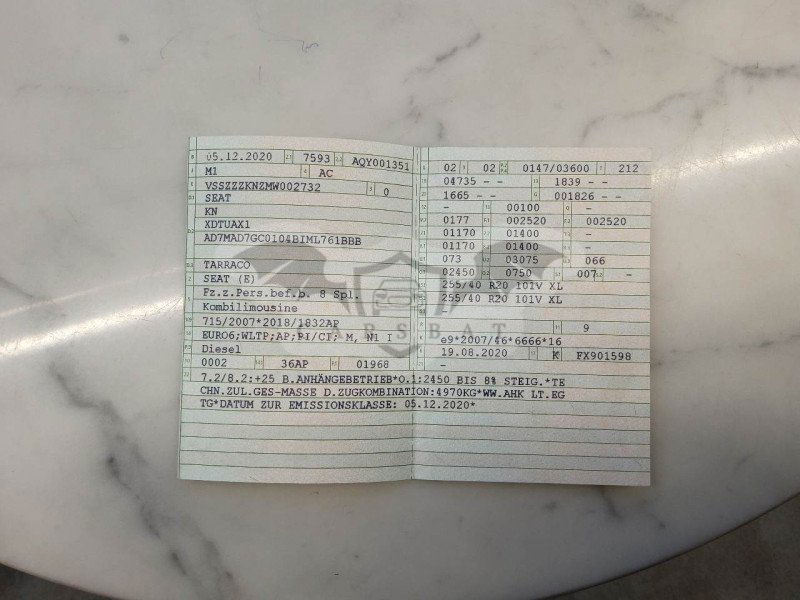 05.12.2020 7593 AQY001351
M1 AC
VSSZZZKNZMW002732 0
SEAT
KN
XDTUAX1
AD7MAD7GC0104BIML761BBB
TARRACO
SEAT (E)
Fz.z.Pers.bef.b. 8 Spl.
Kombilimousine
715/2007*2018/1832AP
EURO6;WLTP;AP;PI/CI; M, N1 I
Diesel
0002 36AP 01968
02 02 0147/03600 212
04735 - - 1839 - -
1665 - - 001826 - -
- 00100 -
0177 002520 002520
01170 01400 -
01170 01400 -
073 03075 066
02450 0750 007 -
255/40 R20 101V XL
255/40 R20 101V XL
9
e9*2007/46*6666*16
19.08.2020 K FX901598
-
7.2/8.2:+25 B.ANHÄNGEBETRIEB*O.1:2450 BIS 8% STEIG.*TE
CHN.ZUL.GES-MASSE D.ZUGKOMBINATION:4970KG*WW.AHK LT.EG
TG*DATUM ZUR EMISSIONSKLASSE: 05.12.2020*
CARSBAT